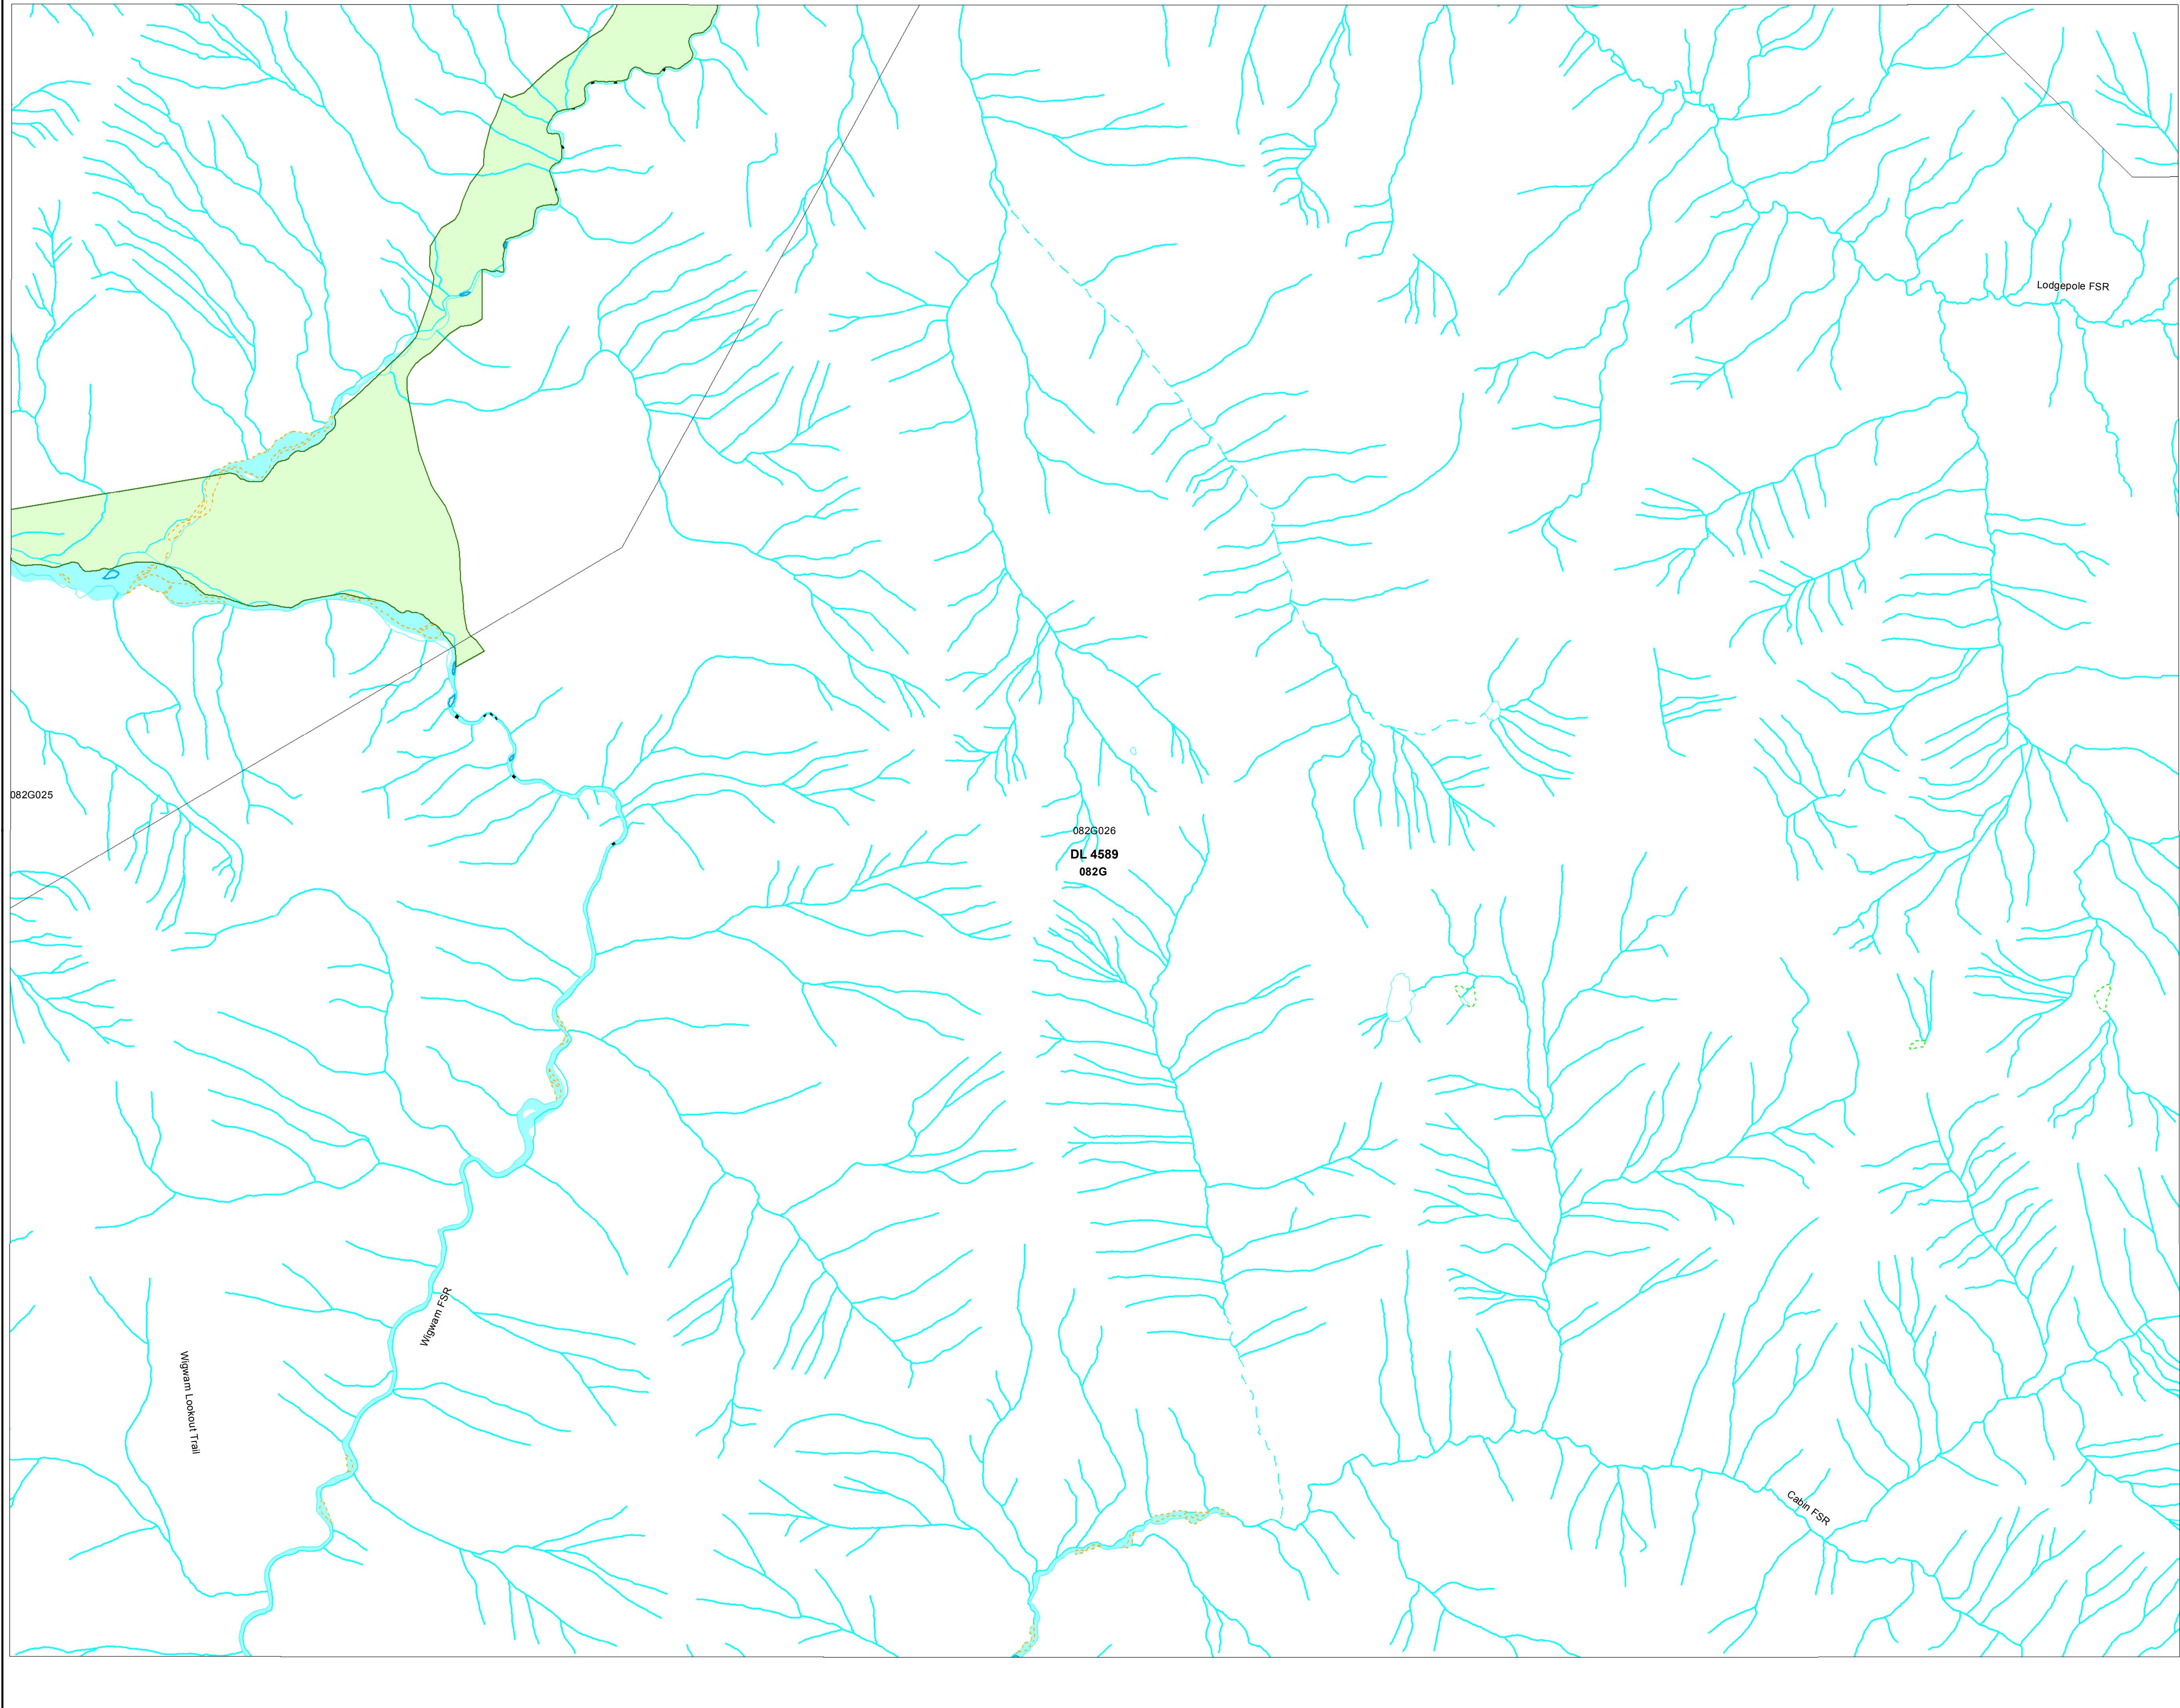 Lodgepole FSR
082G025
082G026
DL 4589
082G
Wigwam FSR
Wigwam Lookout Trail
Cabin FSR